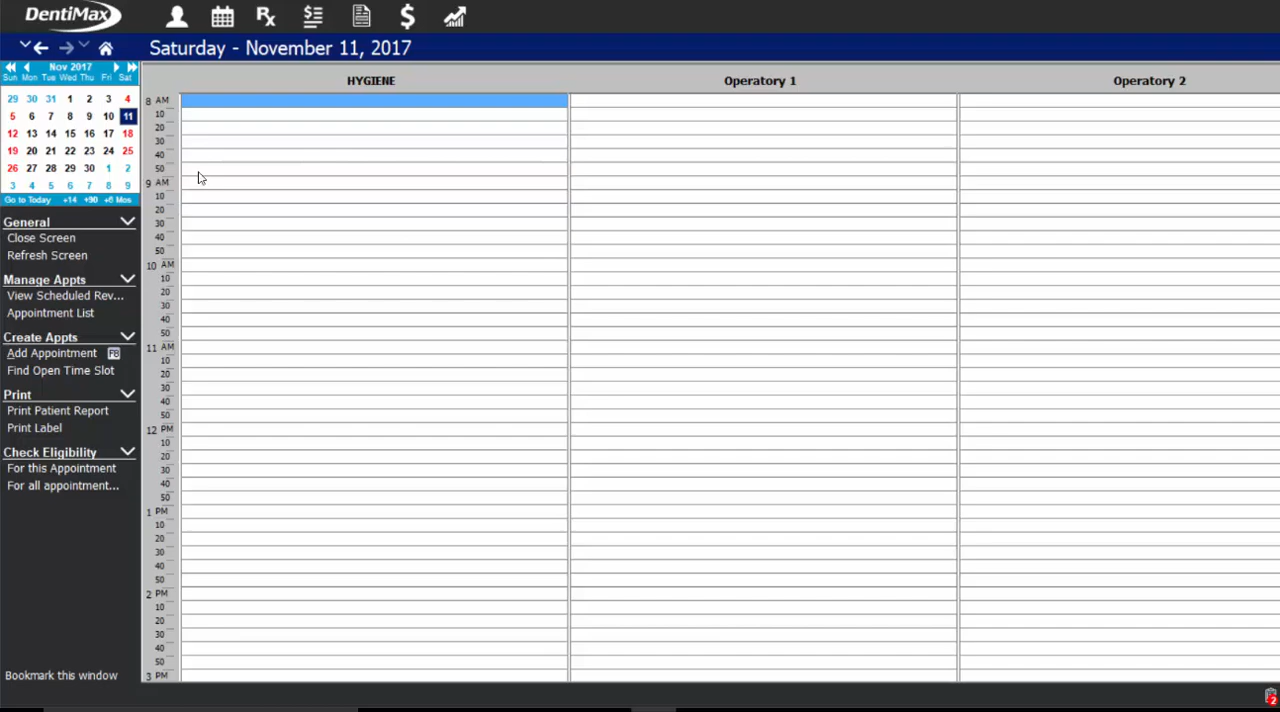 DentiMax
Saturday - November 11, 2017
Nov 2017
Sun Mon Tue Wed Thu Fri Sat
29 30 31 1 2 3 4
5 6 7 8 9 10 11
12 13 14 15 16 17 18
19 20 21 22 23 24 25
26 27 28 29 30 1 2
3 4 5 6 7 8 9
Go to Today +14 +90 +6 Mos
General
Close Screen
Refresh Screen
Manage Appts
View Scheduled Rev...
Appointment List
Create Appts
Add Appointment F8
Find Open Time Slot
Print
Print Patient Report
Print Label
Check Eligibility
For this Appointment
For all appointment...
Bookmark this window
HYGIENE Operatory 1 Operatory 2
8 AM
10
20
30
40
50
9 AM
10
20
30
40
50
10 AM
10
20
30
40
50
11 AM
10
20
30
40
50
12 PM
10
20
30
40
50
1 PM
10
20
30
40
50
2 PM
10
20
30
40
50
3 PM
2